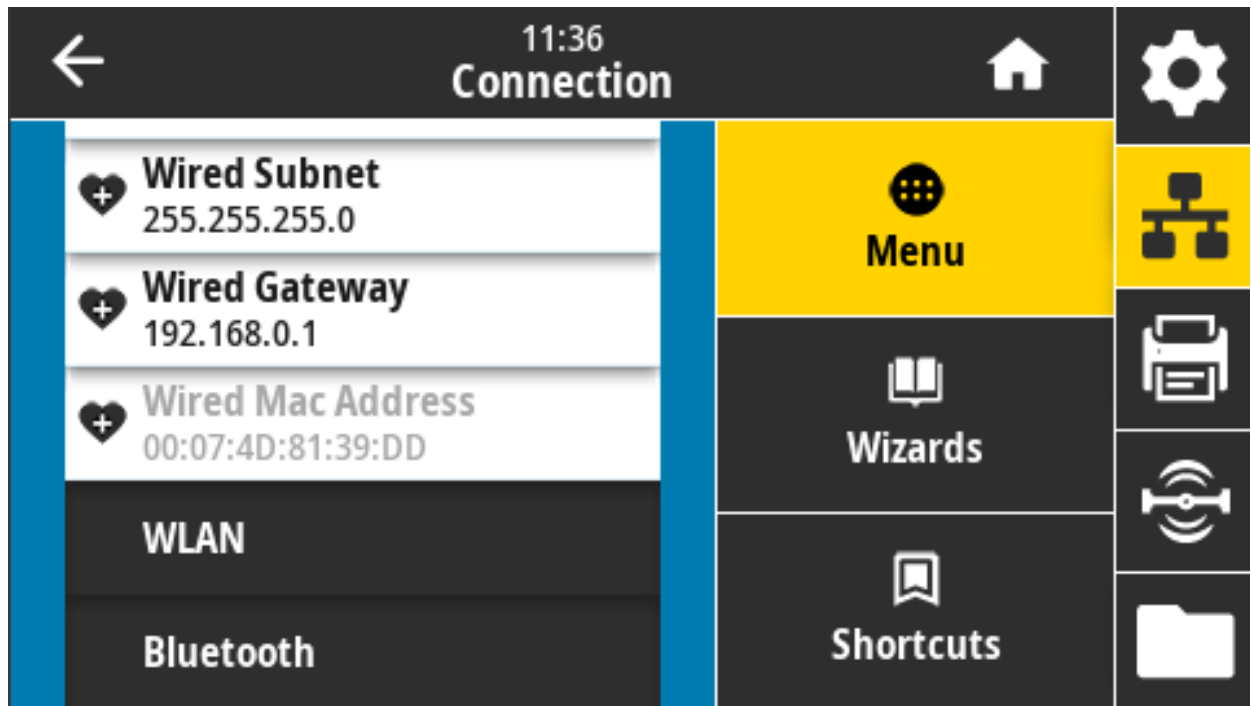 11:36
Connection
Wired Subnet
255.255.255.0
Wired Gateway
192.168.0.1
Wired Mac Address
00:07:4D:81:39:DD
WLAN
Bluetooth
Menu
Wizards
Shortcuts